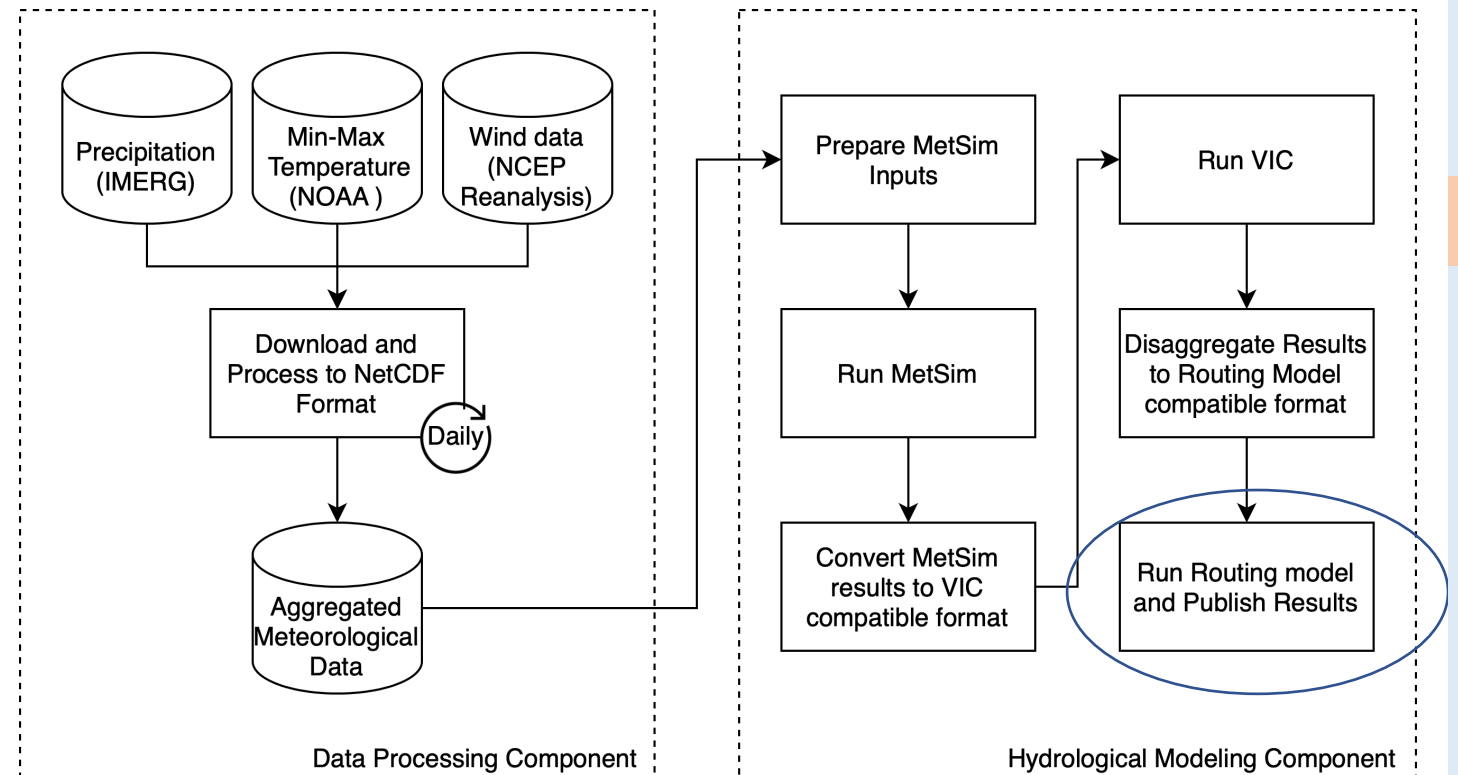 Precipitation
(IMERG)
Min-Max
Temperature
(NOAA )
Wind data
(NCEP
Reanalysis)
Download and
Process to NetCDF
Format
Daily
Aggregated
Meteorological
Data
Data Processing Component
Prepare MetSim
Inputs
Run MetSim
Convert MetSim
results to VIC
compatible format
Run VIC
Disaggregate Results
to Routing Model
compatible format
Run Routing model
and Publish Results
Hydrological Modeling Component